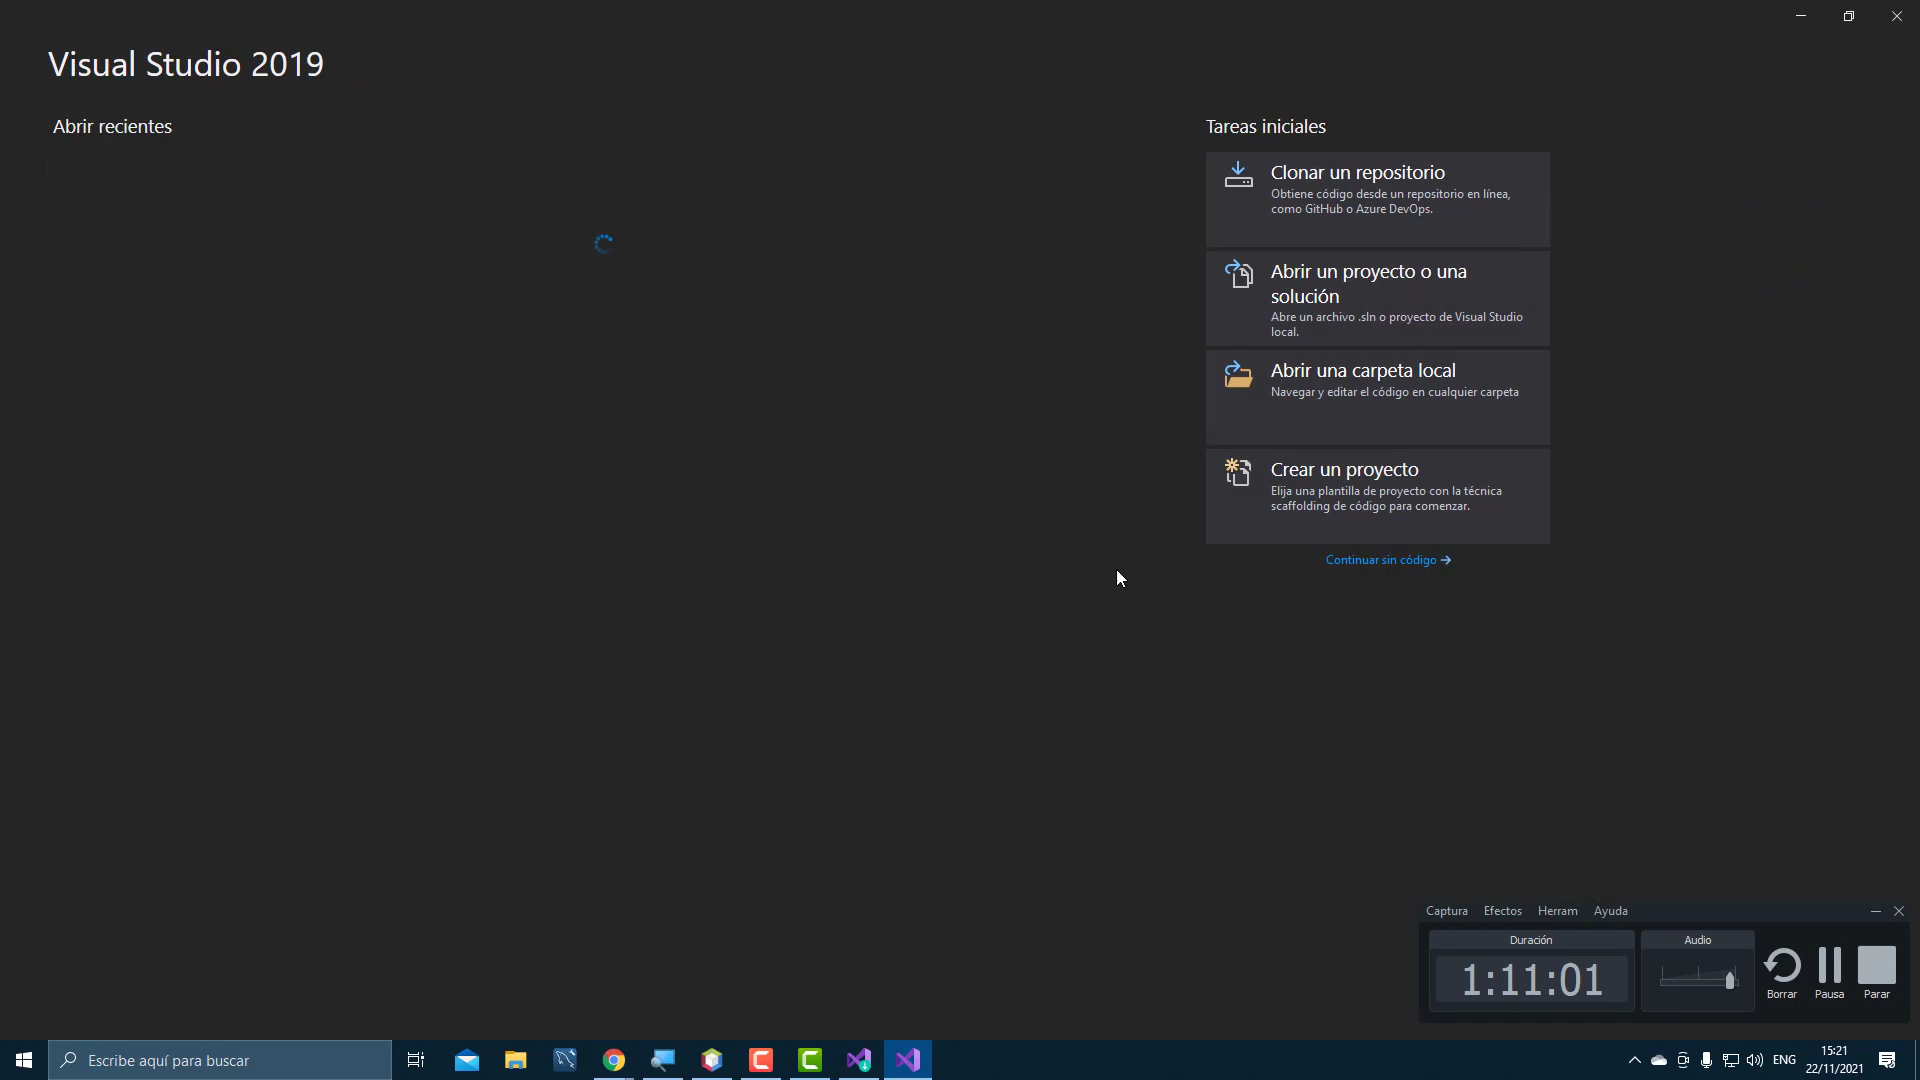 Visual Studio 2019
Abrir recientes
Tareas iniciales
Clonar un repositorio
Obtiene código desde un repositorio en línea,
como GitHub o Azure DevOps.
Abrir un proyecto o una
solución
Abre un archivo .sln o proyecto de Visual Studio
local.
Abrir una carpeta local
Navegar y editar el código en cualquier carpeta
Crear un proyecto
Elija una plantilla de proyecto con la técnica
scaffolding de código para comenzar.
Continuar sin código →
Captura Efectos Herram Ayuda
Duración
Audio
1:11:01
Borrar Pausa Parar
Escribe aquí para buscar
ENG
15:21
22/11/2021